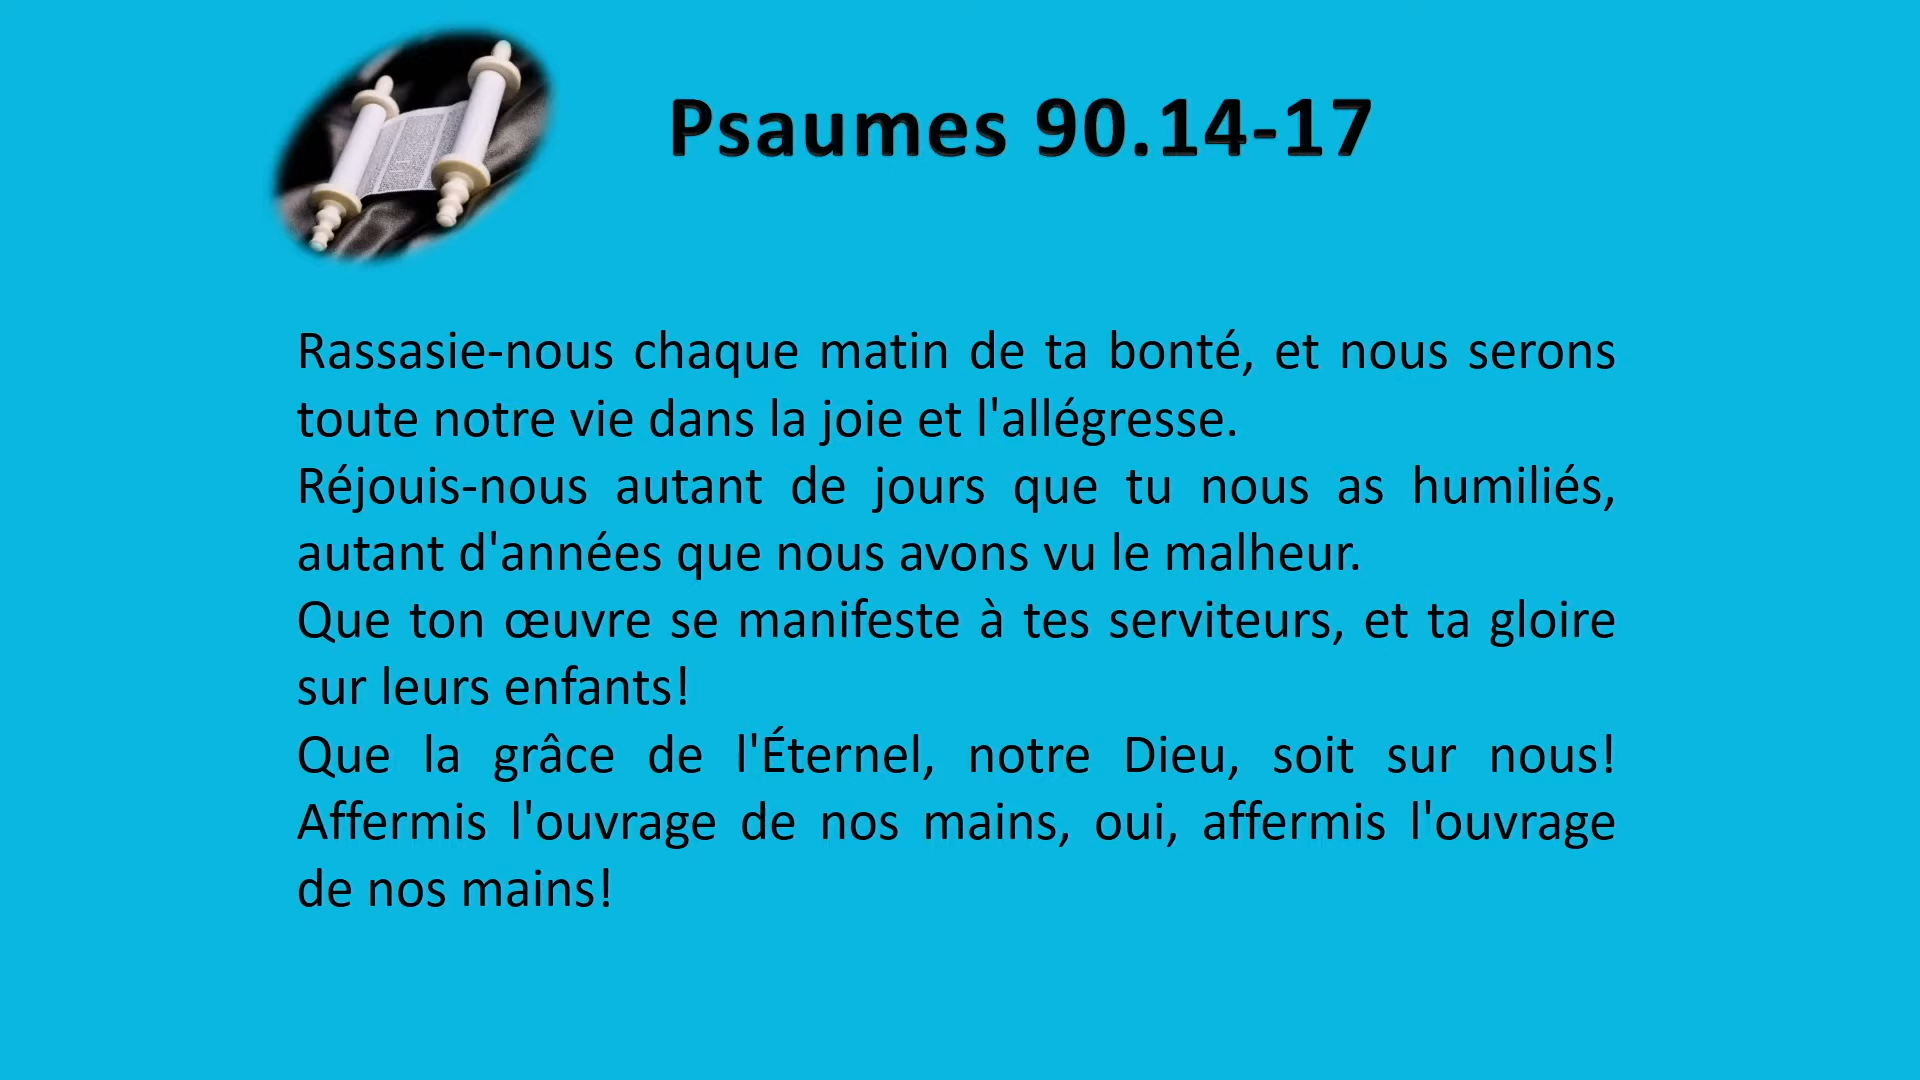 Psaumes 90.14-17
Rassasie-nous chaque matin de ta bonté, et nous serons
toute notre vie dans la joie et l'allégresse.
Réjouis-nous autant de jours que tu nous as humiliés,
autant d'années que nous avons vu le malheur.
Que ton œuvre se manifeste à tes serviteurs, et ta gloire
sur leurs enfants!
Que la grâce de l'Éternel, notre Dieu, soit sur nous!
Affermis l'ouvrage de nos mains, oui, affermis l'ouvrage
de nos mains!